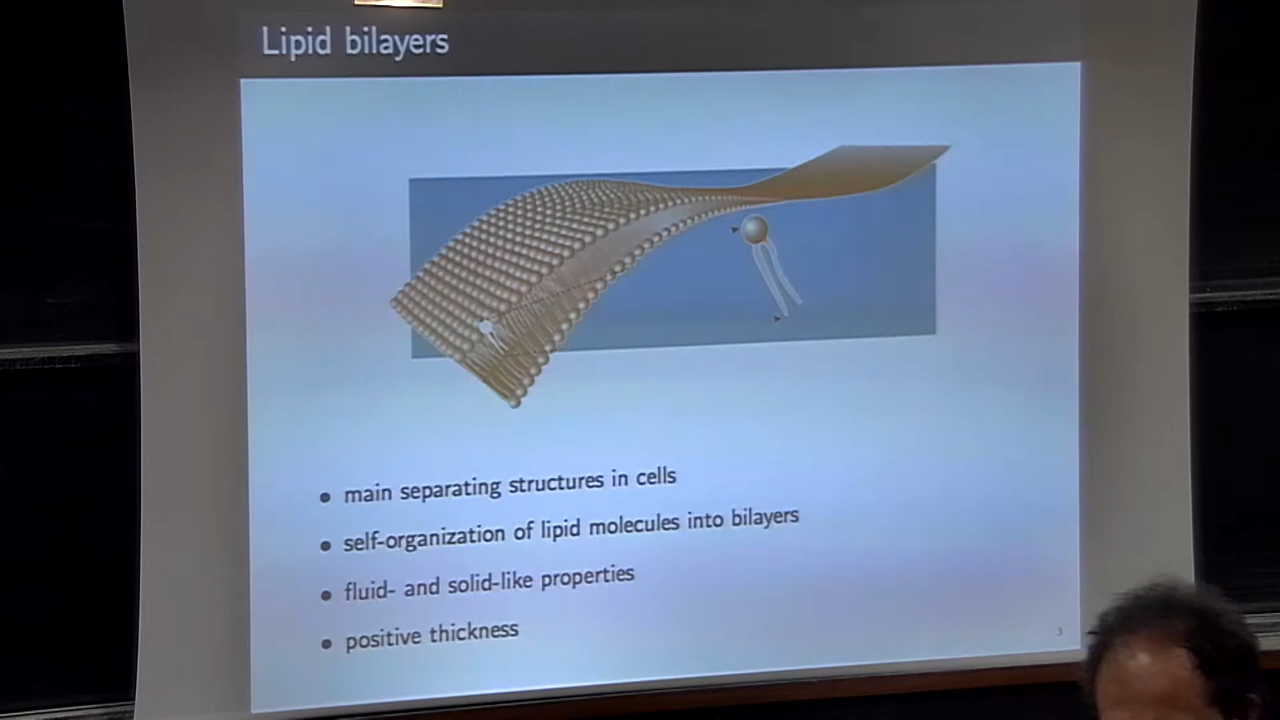 Lipid bilayers
• main separating structures in cells
• self-organization of lipid molecules into bilayers
• fluid- and solid-like properties
• positive thickness
3